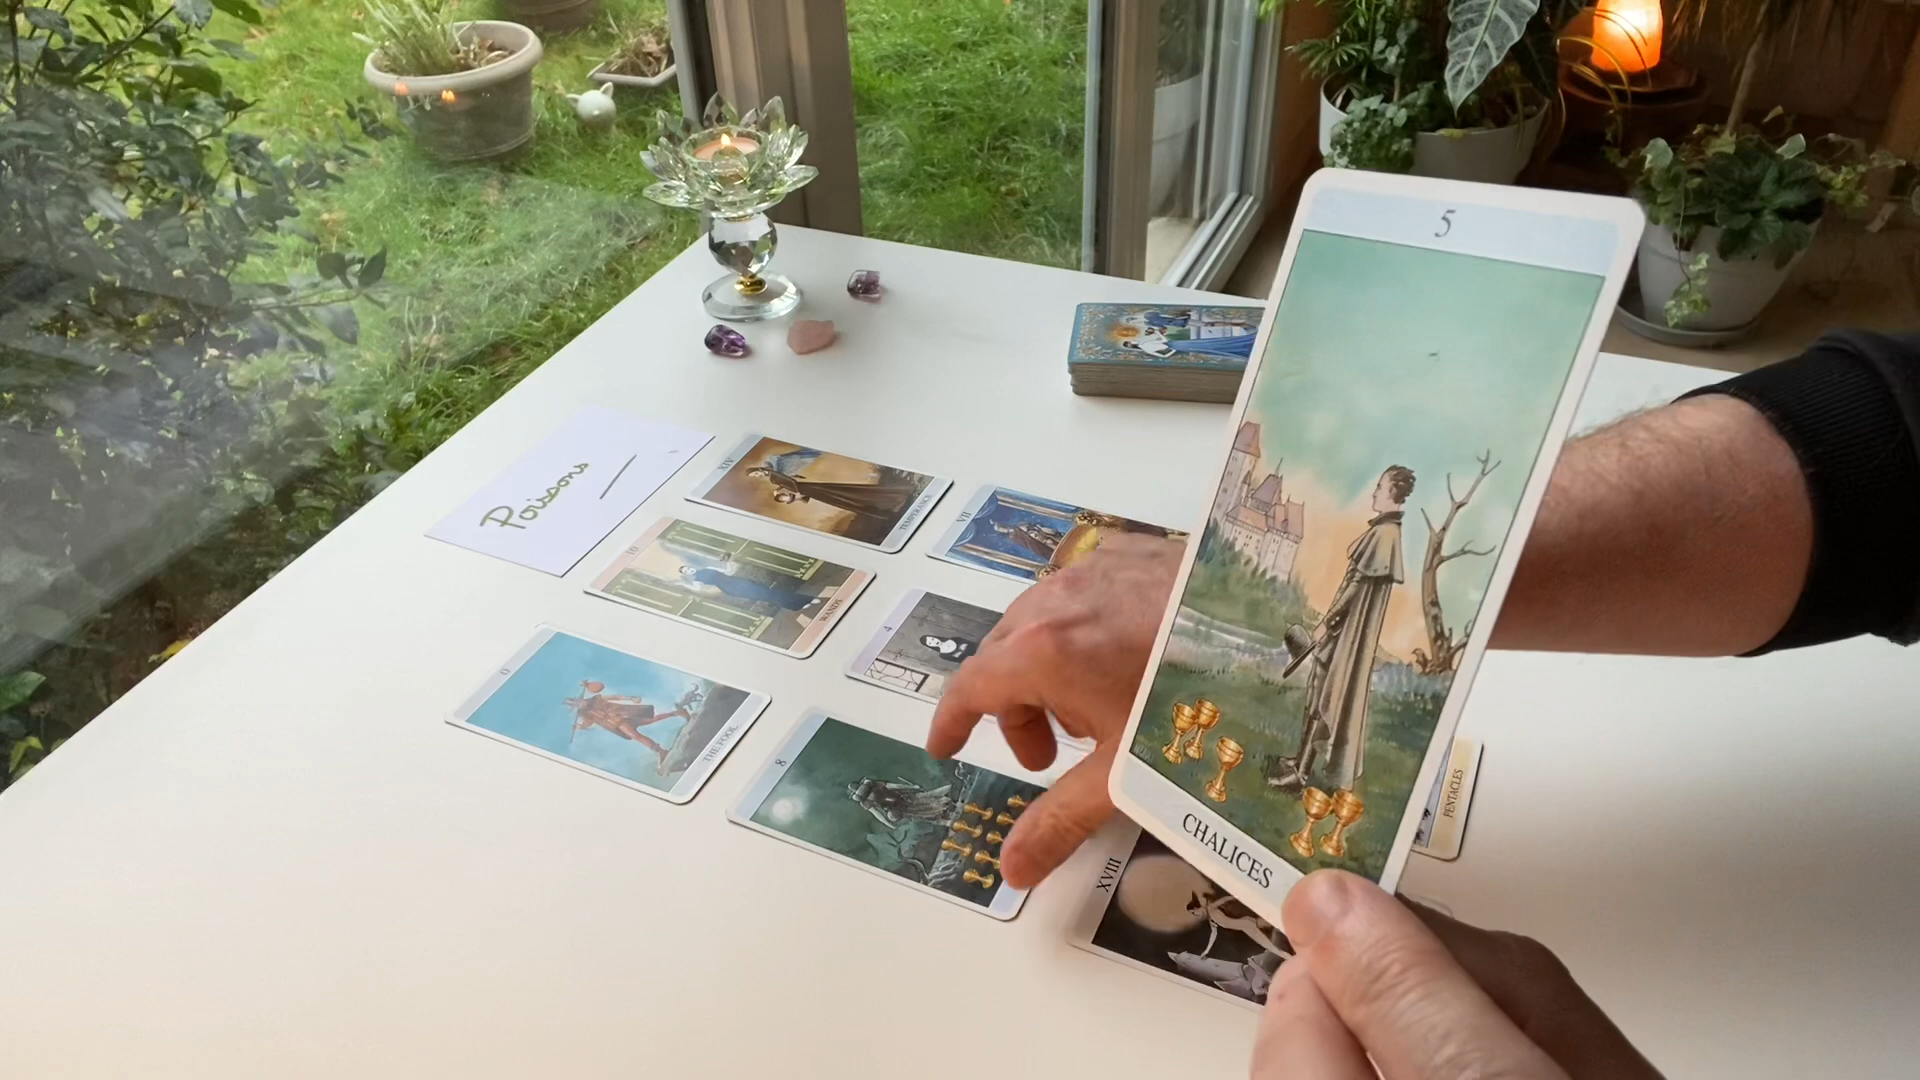 5
CHALICES
Poissons
XIV
TEMPERANCE
VII
10
WANDS
4
0
THE FOOL
8
XVIII
PENTACLES